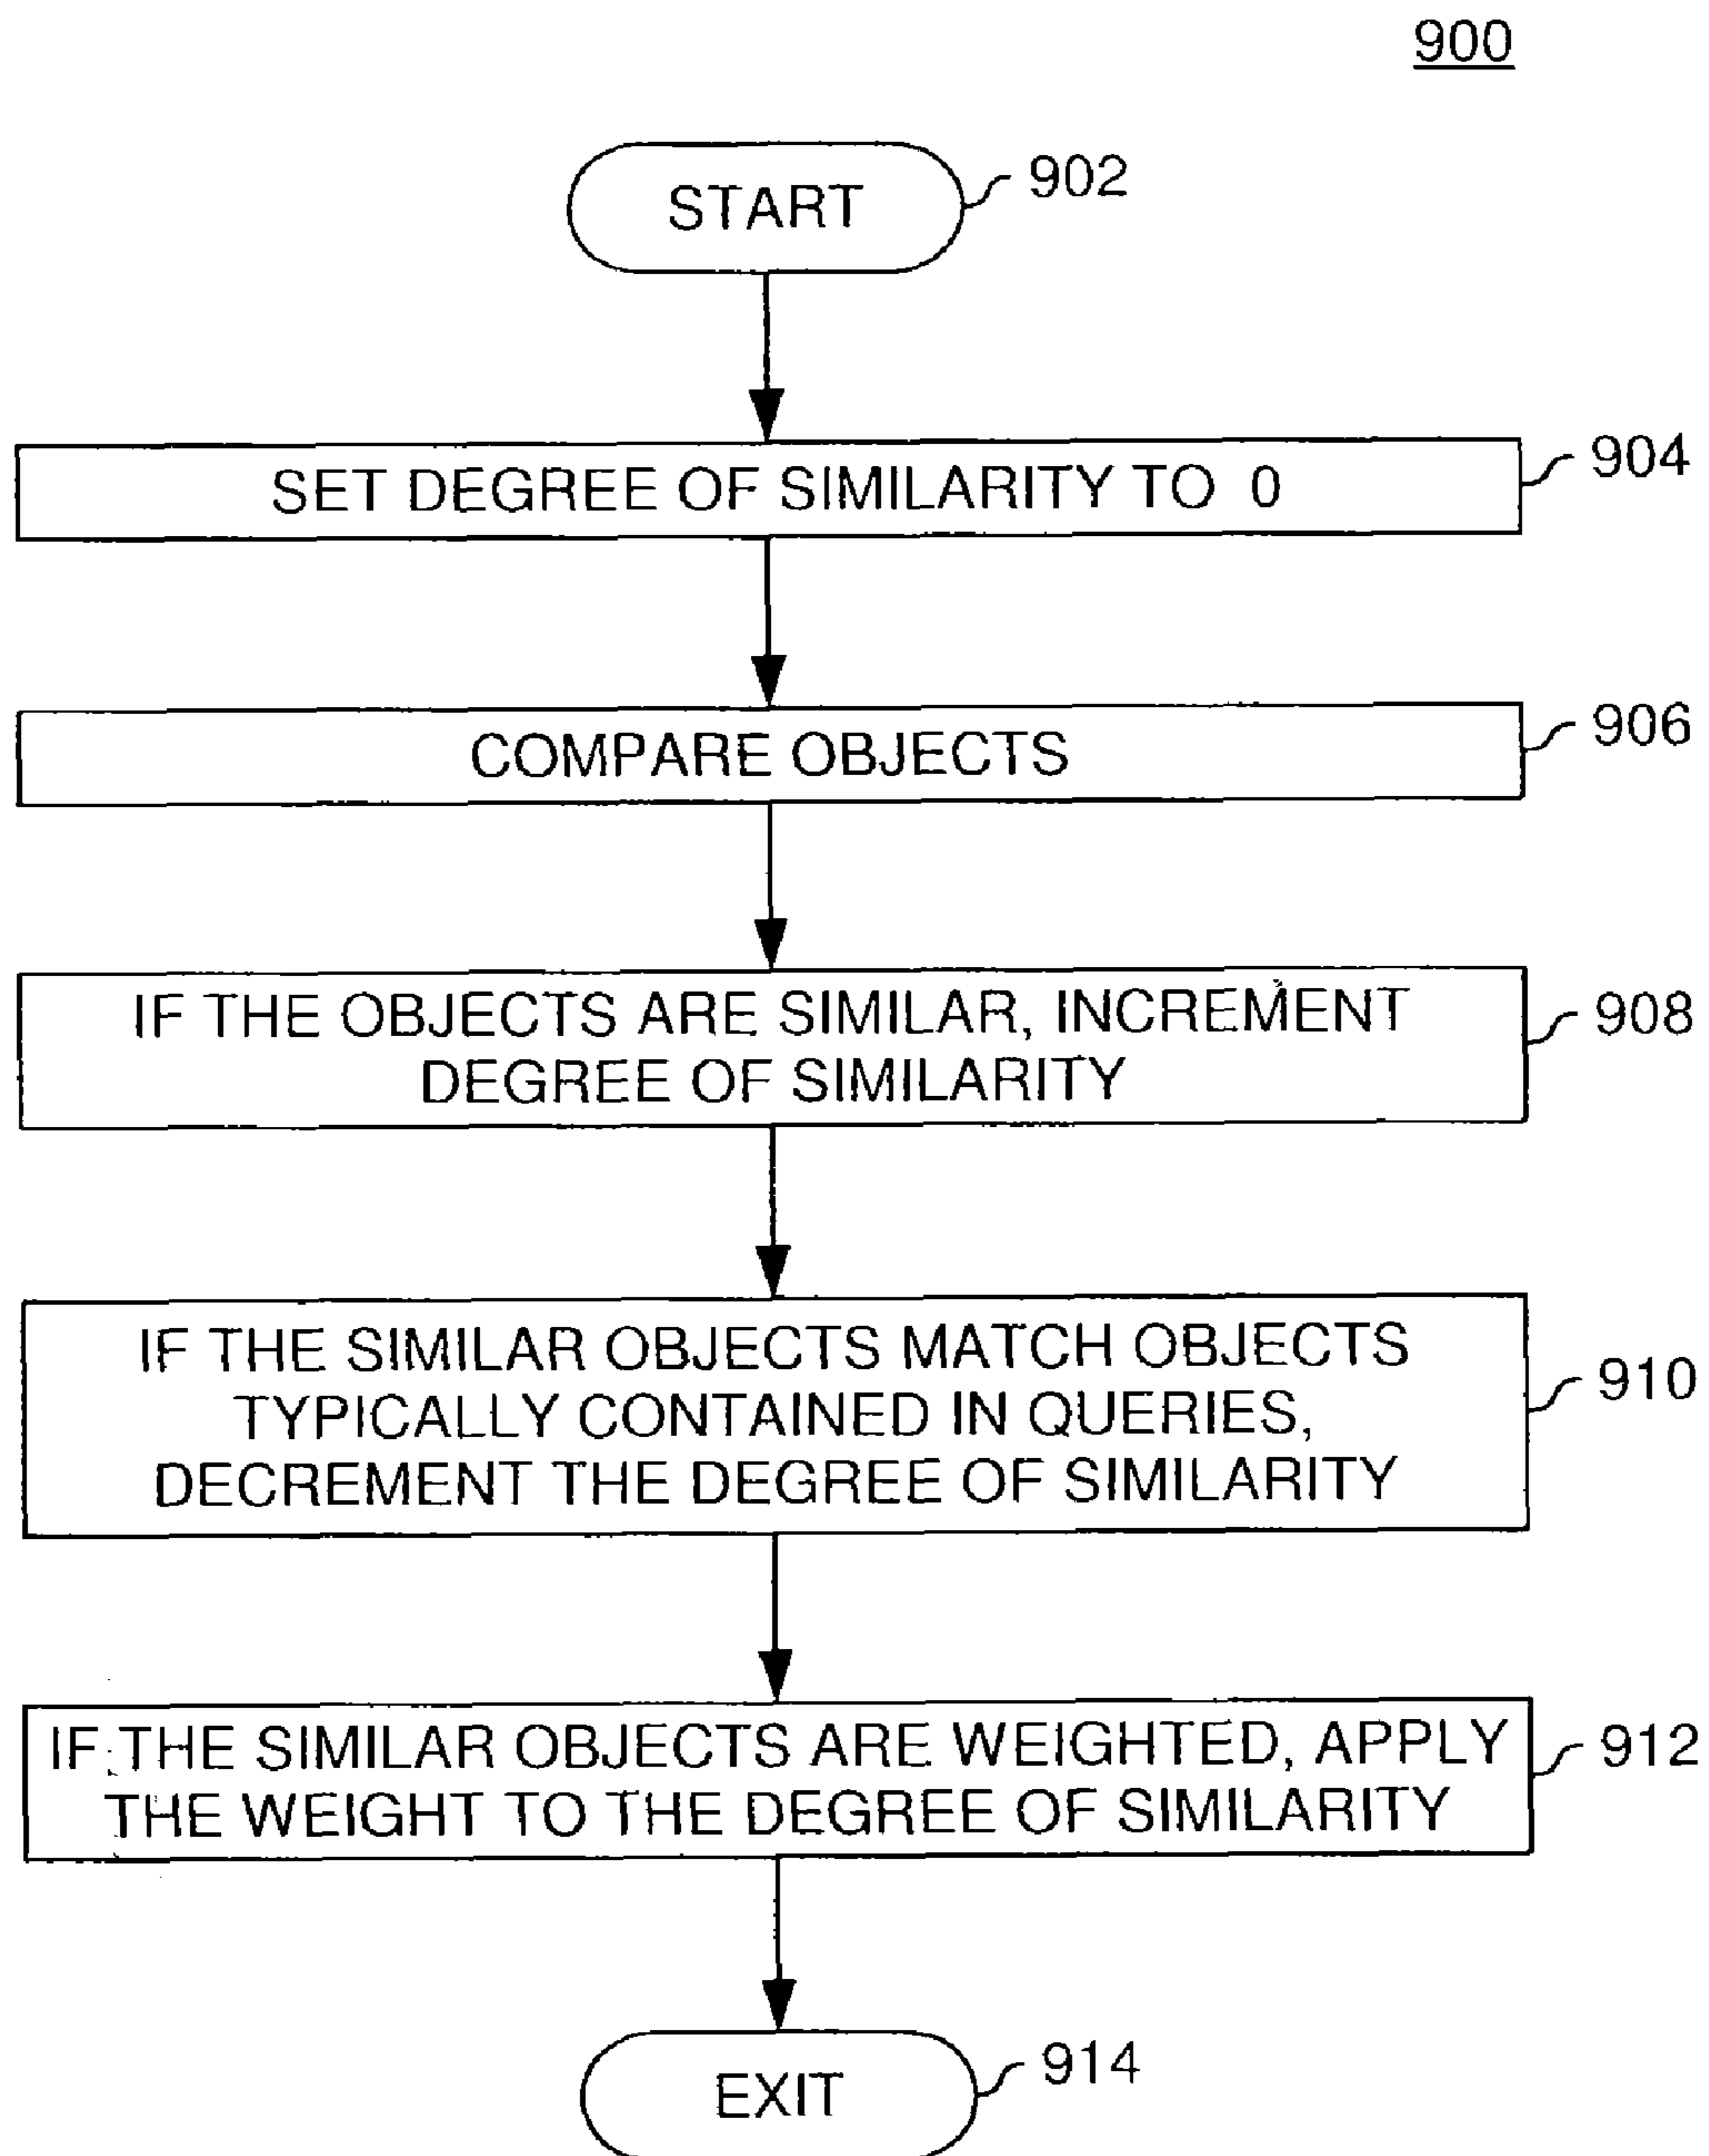 900
START
902
SET DEGREE OF SIMILARITY TO 0
904
COMPARE OBJECTS
906
IF THE OBJECTS ARE SIMILAR, INCREMENT
DEGREE OF SIMILARITY
908
IF THE SIMILAR OBJECTS MATCH OBJECTS
TYPICALLY CONTAINED IN QUERIES,
DECREMENT THE DEGREE OF SIMILARITY
910
IF THE SIMILAR OBJECTS ARE WEIGHTED, APPLY
THE WEIGHT TO THE DEGREE OF SIMILARITY
912
EXIT
914